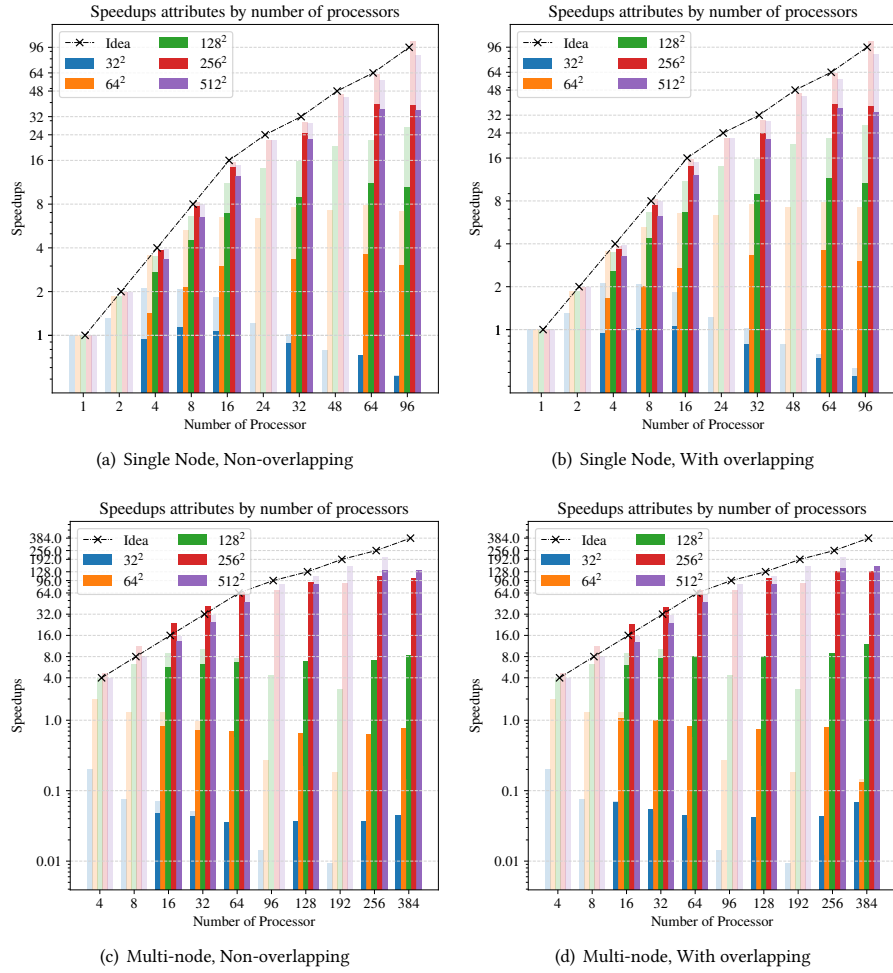 Speedups attributes by number of processors
Idea
32²
64²
128²
256²
512²
96
64
48
32
24
16
8
4
2
1
Speedups
1 2 4 8 16 24 32 48 64 96
Number of Processor
(a) Single Node, Non-overlapping
Speedups attributes by number of processors
Idea
32²
64²
128²
256²
512²
96
64
48
32
24
16
8
4
2
1
Speedups
1 2 4 8 16 24 32 48 64 96
Number of Processor
(b) Single Node, With overlapping
Speedups attributes by number of processors
Idea
32²
64²
128²
256²
512²
384.0
256.0
192.0
128.0
96.0
64.0
32.0
16.0
8.0
4.0
1.0
0.1
0.01
Speedups
4 8 16 32 64 96 128 192 256 384
Number of Processor
(c) Multi-node, Non-overlapping
Speedups attributes by number of processors
Idea
32²
64²
128²
256²
512²
384.0
256.0
192.0
128.0
96.0
64.0
32.0
16.0
8.0
4.0
1.0
0.1
0.01
Speedups
4 8 16 32 64 96 128 192 256 384
Number of Processor
(d) Multi-node, With overlapping